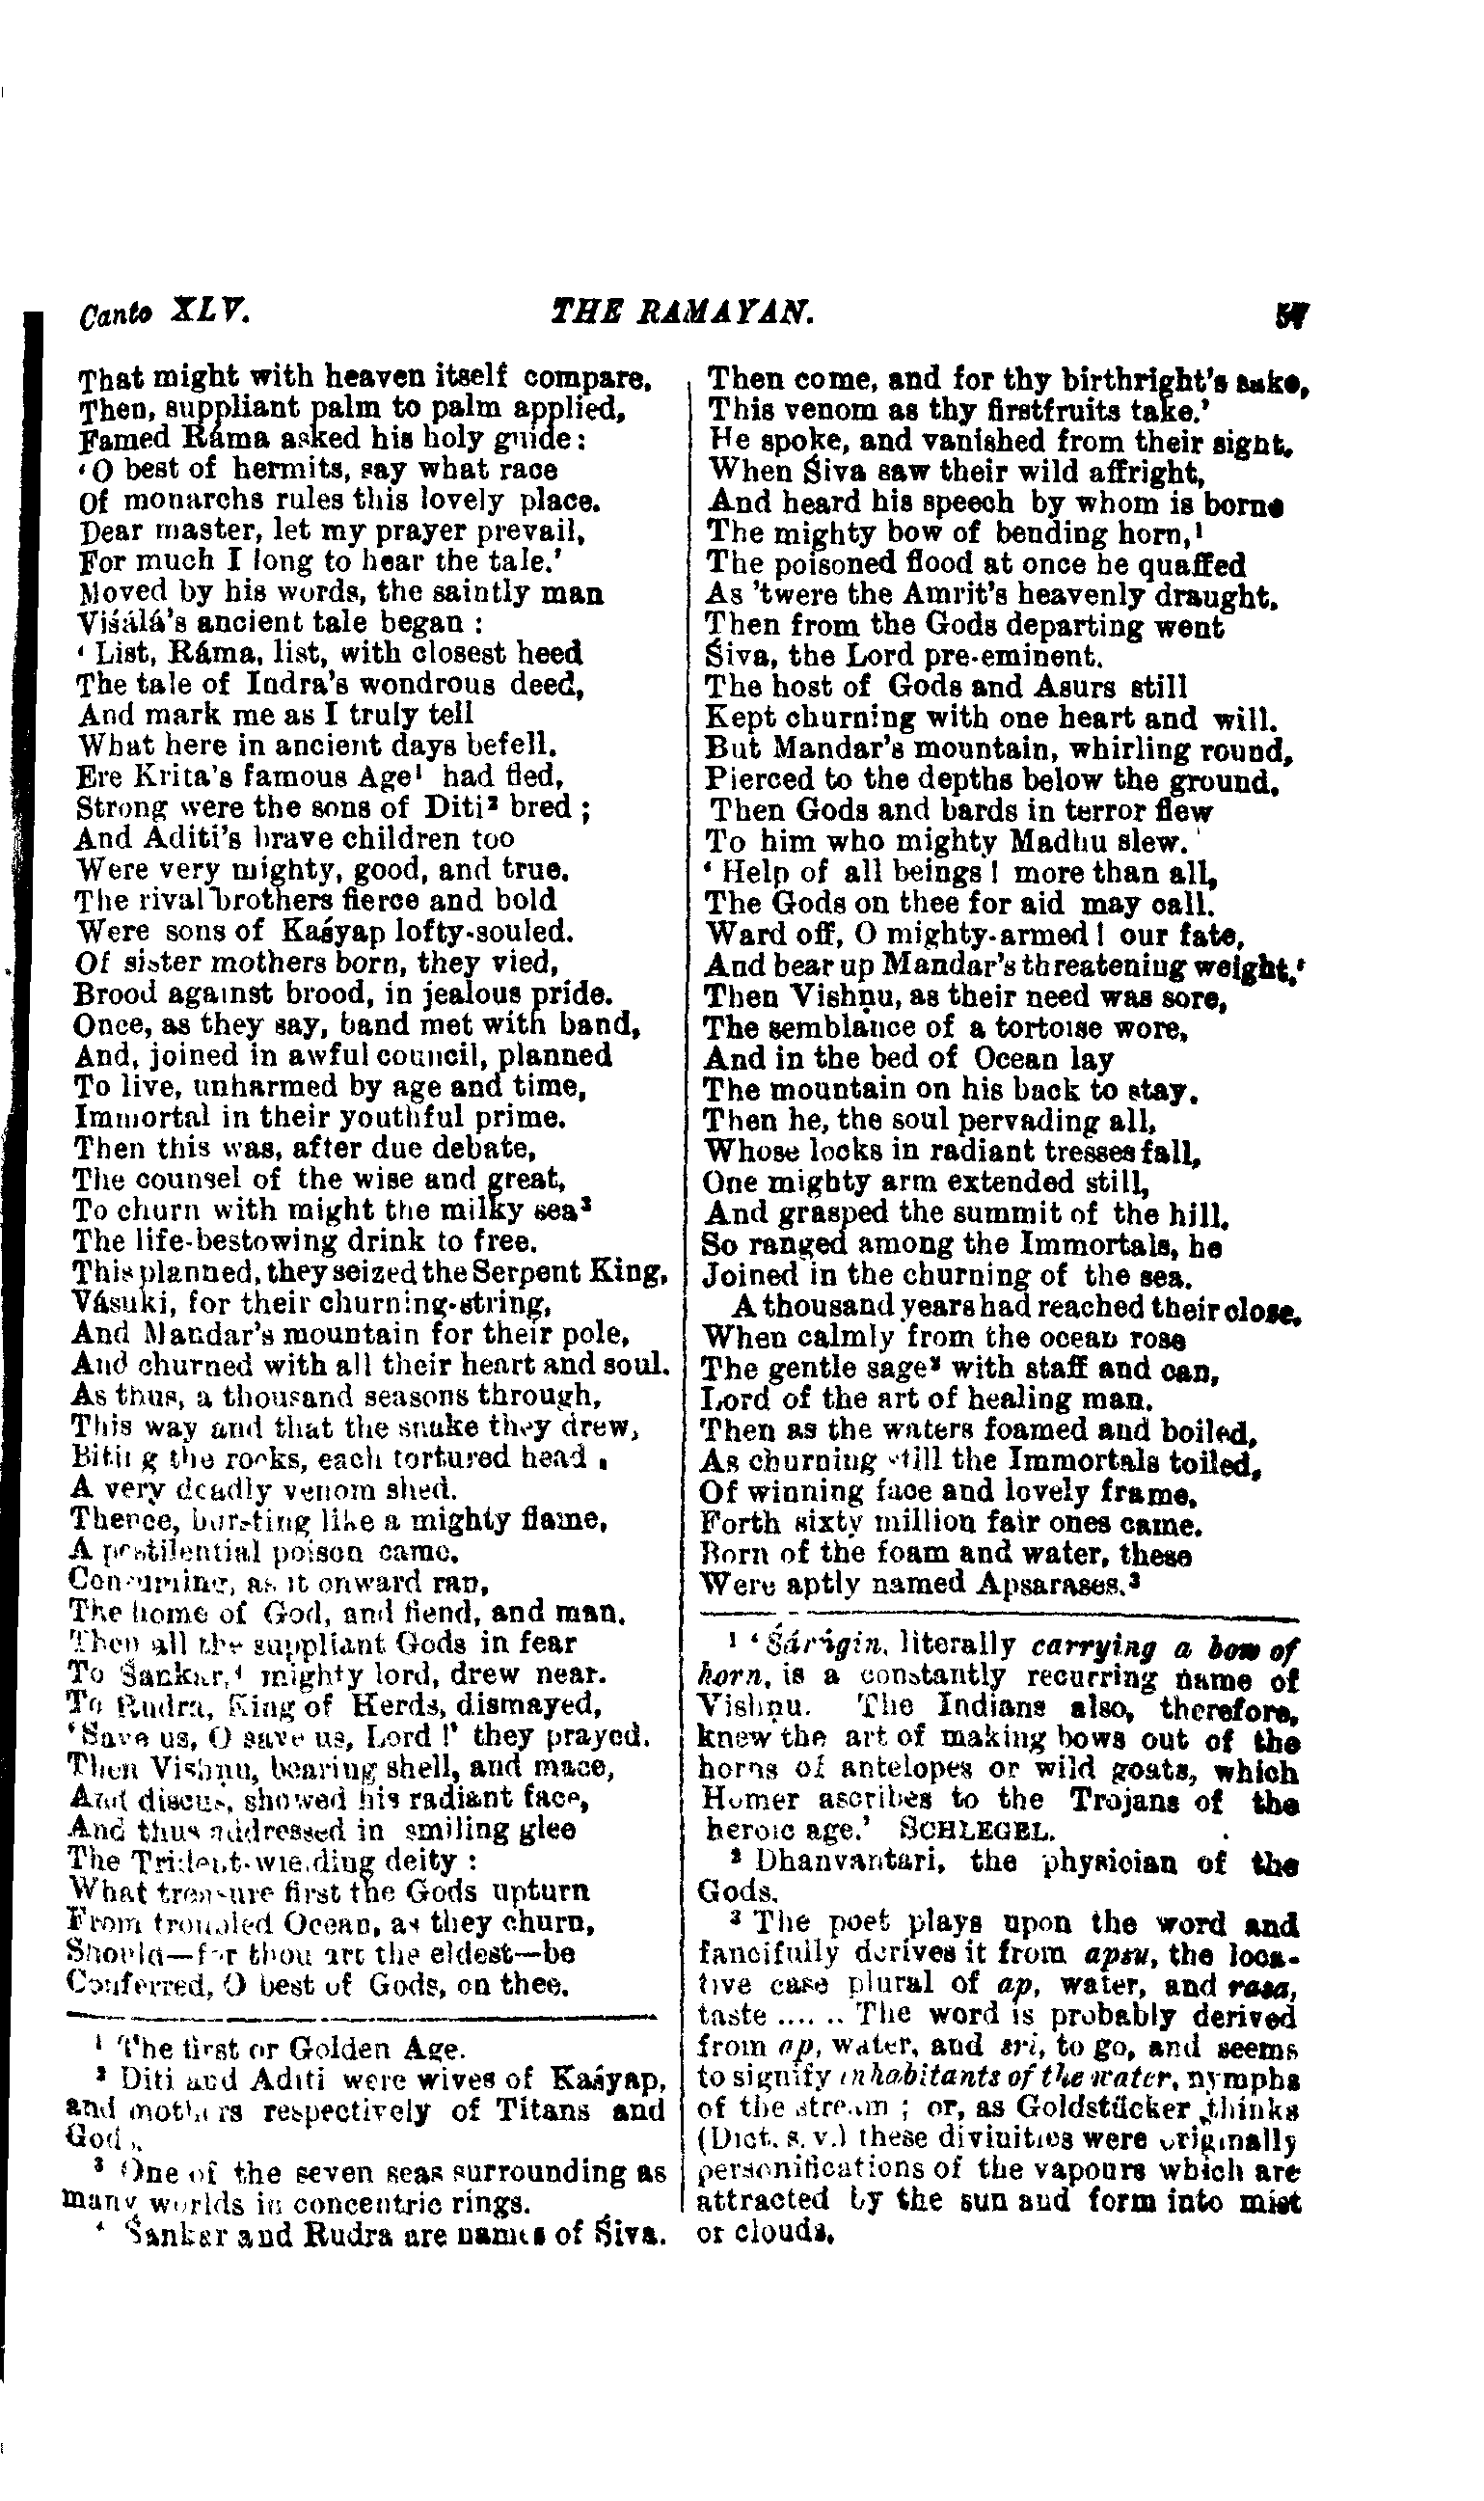 Canto XLV.
THE RAMAYAN.
57
That might with heaven itself compare.
Then, suppliant palm to palm applied,
Famed Ráma asked his holy guide:
‘O best of hermits, say what race
Of monarchs rules this lovely place.
Dear master, let my prayer prevail,
For much I long to hear the tale.’
Moved by his words, the saintly man
Viśálá's ancient tale began :
‘ List, Ráma, list, with closest heed
The tale of Indra's wondrous deed,
And mark me as I truly tell
What here in ancient days befell.
Ere Krita's famous Age¹ had fled,
Strong were the sons of Diti² bred ;
And Aditi's brave children too
Were very mighty, good, and true.
The rival brothers fierce and bold
Were sons of Kaśyap lofty-souled.
Of sister mothers born, they vied,
Brood against brood, in jealous pride.
Once, as they say, band met with band,
And, joined in awful council, planned
To live, unharmed by age and time,
Immortal in their youthful prime.
Then this was, after due debate,
The counsel of the wise and great,
To churn with might the milky sea³
The life-bestowing drink to free.
This planned, they seized the Serpent King,
Vásuki, for their churning-string,
And Mandar's mountain for their pole,
And churned with all their heart and soul.
As thus, a thousand seasons through,
This way and that the snake they drew,
Biting the rocks, each tortured head
A very deadly venom shed.
Thence, bursting like a mighty flame,
A pestilential poison came,
Consuming, as it onward ran,
The home of God, and fiend, and man.
Then all the suppliant Gods in fear
To Śankar,⁴ mighty lord, drew near.
To Rudra, King of Herds, dismayed,
‘Save us, O save us, Lord !’ they prayed.
Then Vishṇu, bearing shell, and mace,
And discus, showed his radiant face,
And thus addressed in smiling glee
The Trident-wielding deity :
What treasure first the Gods upturn
From troubled Ocean, as they churn,
Should—for thou art the eldest—be
Conferred, O best of Gods, on thee.
¹ The first or Golden Age.
² Diti and Aditi were wives of Kaśyap,
and mothers respectively of Titans and
Gods.
³ One of the seven seas surrounding as
many worlds in concentric rings.
⁴ Śankar and Rudra are names of Śiva.
Then come, and for thy birthright's sake,
This venom as thy firstfruits take.’
He spoke, and vanished from their sight.
When Śiva saw their wild affright,
And heard his speech by whom is borne
The mighty bow of bending horn,¹
The poisoned flood at once he quaffed
As 'twere the Amrit's heavenly draught.
Then from the Gods departing went
Śiva, the Lord pre-eminent.
The host of Gods and Asurs still
Kept churning with one heart and will.
But Mandar's mountain, whirling round,
Pierced to the depths below the ground.
Then Gods and bards in terror flew
To him who mighty Madhu slew.
‘ Help of all beings ! more than all,
The Gods on thee for aid may call.
Ward off, O mighty-armed ! our fate,
And bear up Mandar's threatening weight.’
Then Vishṇu, as their need was sore,
The semblance of a tortoise wore,
And in the bed of Ocean lay
The mountain on his back to stay.
Then he, the soul pervading all,
Whose locks in radiant tresses fall,
One mighty arm extended still,
And grasped the summit of the hill.
So ranged among the Immortals, he
Joined in the churning of the sea.
A thousand years had reached their close,
When calmly from the ocean rose
The gentle sage² with staff and can,
Lord of the art of healing man.
Then as the waters foamed and boiled,
As churning still the Immortals toiled,
Of winning face and lovely frame,
Forth sixty million fair ones came.
Born of the foam and water, these
Were aptly named Apsarases.³
¹ ‘Śárṅgin, literally carrying a bow of
horn, is a constantly recurring name of
Vishṇu. The Indians also, therefore,
knew the art of making bows out of the
horns of antelopes or wild goats, which
Homer ascribes to the Trojans of the
heroic age.’ SCHLEGEL.
² Dhanvantari, the physician of the
Gods.
³ The poet plays upon the word and
fancifully derives it from apsu, the loca-
tive case plural of ap, water, and rasa,
taste .... .. The word is probably derived
from ap, water, and sri, to go, and seems
to signify inhabitants of the water, nymphs
of the stream ; or, as Goldstücker thinks
(Dict. s. v.) these divinities were originally
personifications of the vapours which are
attracted by the sun and form into mist
or clouds.